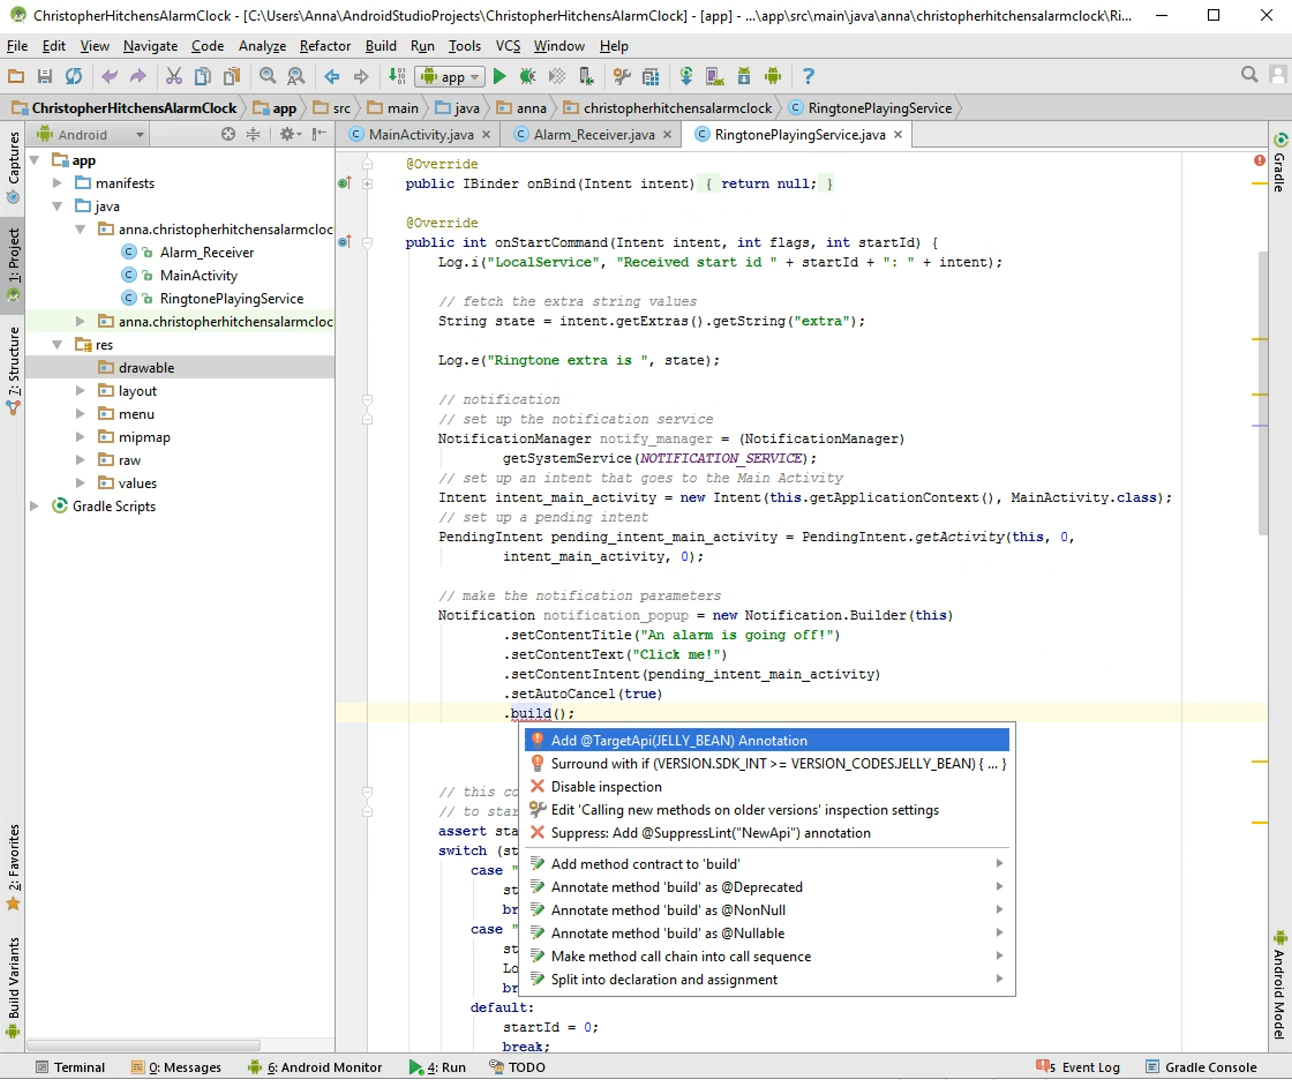 ChristopherHitchensAlarmClock - [C:\Users\Anna\AndroidStudioProjects\ChristopherHitchensAlarmClock] - [app] - ...\app\src\main\java\anna\christopherhitchensalarmclock\Ri...
File Edit View Navigate Code Analyze Refactor Build Run Tools VCS Window Help
app
ChristopherHitchensAlarmClock app src main java anna christopherhitchensalarmclock RingtonePlayingService
Android
MainActivity.java Alarm_Receiver.java RingtonePlayingService.java
Captures
1: Project
7: Structure
2: Favorites
Build Variants
app
manifests
java
anna.christopherhitchensalarmcloc
Alarm_Receiver
MainActivity
RingtonePlayingService
anna.christopherhitchensalarmcloc
res
drawable
layout
menu
mipmap
raw
values
Gradle Scripts
@Override
public IBinder onBind(Intent intent) { return null; }
@Override
public int onStartCommand(Intent intent, int flags, int startId) {
Log.i("LocalService", "Received start id " + startId + ": " + intent);
// fetch the extra string values
String state = intent.getExtras().getString("extra");
Log.e("Ringtone extra is ", state);
// notification
// set up the notification service
NotificationManager notify_manager = (NotificationManager)
getSystemService(NOTIFICATION_SERVICE);
// set up an intent that goes to the Main Activity
Intent intent_main_activity = new Intent(this.getApplicationContext(), MainActivity.class);
// set up a pending intent
PendingIntent pending_intent_main_activity = PendingIntent.getActivity(this, 0,
intent_main_activity, 0);
// make the notification parameters
Notification notification_popup = new Notification.Builder(this)
.setContentTitle("An alarm is going off!")
.setContentText("Click me!")
.setContentIntent(pending_intent_main_activity)
.setAutoCancel(true)
.build();
Add @TargetApi(JELLY_BEAN) Annotation
Surround with if (VERSION.SDK_INT >= VERSION_CODES.JELLY_BEAN) { ... }
Disable inspection
Edit 'Calling new methods on older versions' inspection settings
Suppress: Add @SuppressLint("NewApi") annotation
Add method contract to 'build'
Annotate method 'build' as @Deprecated
Annotate method 'build' as @NonNull
Annotate method 'build' as @Nullable
Make method call chain into call sequence
Split into declaration and assignment
// this co
// to star
assert sta
switch (st
case "
st
br
case "
st
Lo
br
default:
startId = 0;
break;
Gradle
Android Model
Terminal 0: Messages 6: Android Monitor 4: Run TODO 5 Event Log Gradle Console